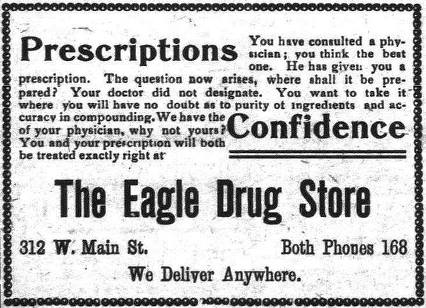 Prescriptions You have consulted a phy-
sician; you think the best
one. He has given you a
prescription. The question now arises, where shall it be pre-
pared? Your doctor did not designate. You want to take it
where you will have no doubt as to purity of ingredients and ac-
curacy in compounding. We have the
Confidence
of your physician, why not yours?
You and your prescription will both
be treated exactly right at
The Eagle Drug Store
312 W. Main St. Both Phones 168
We Deliver Anywhere.